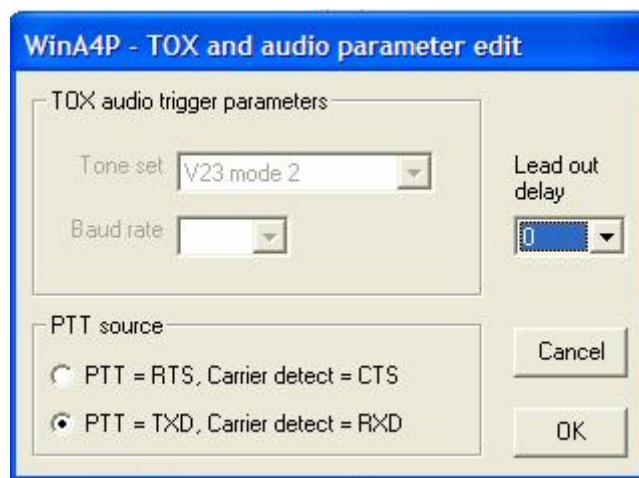 WinA4P - TOX and audio parameter edit
TOX audio trigger parameters
Tone set V23 mode 2
Baud rate
Lead out
delay
0
PTT source
PTT = RTS, Carrier detect = CTS
PTT = TXD, Carrier detect = RXD
Cancel
OK